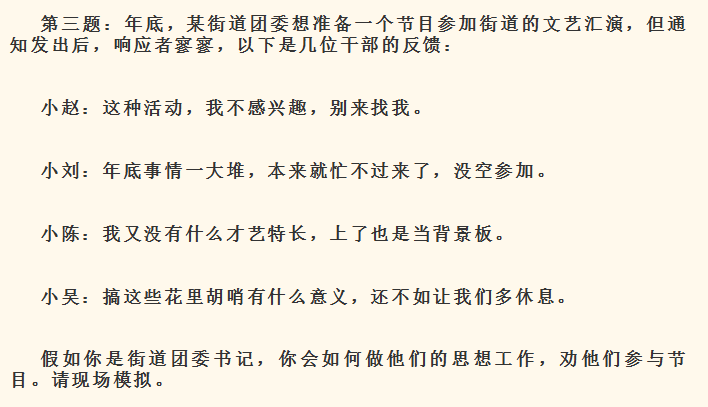 第三题：年底，某街道团委想准备一个节目参加街道的文艺汇演，但通
知发出后，响应者寥寥，以下是几位干部的反馈：
小赵：这种活动，我不感兴趣，别来找我。
小刘：年底事情一大堆，本来就忙不过来了，没空参加。
小陈：我又没有什么才艺特长，上了也是当背景板。
小吴：搞这些花里胡哨有什么意义，还不如让我们多休息。
假如你是街道团委书记，你会如何做他们的思想工作，劝他们参与节
目。请现场模拟。